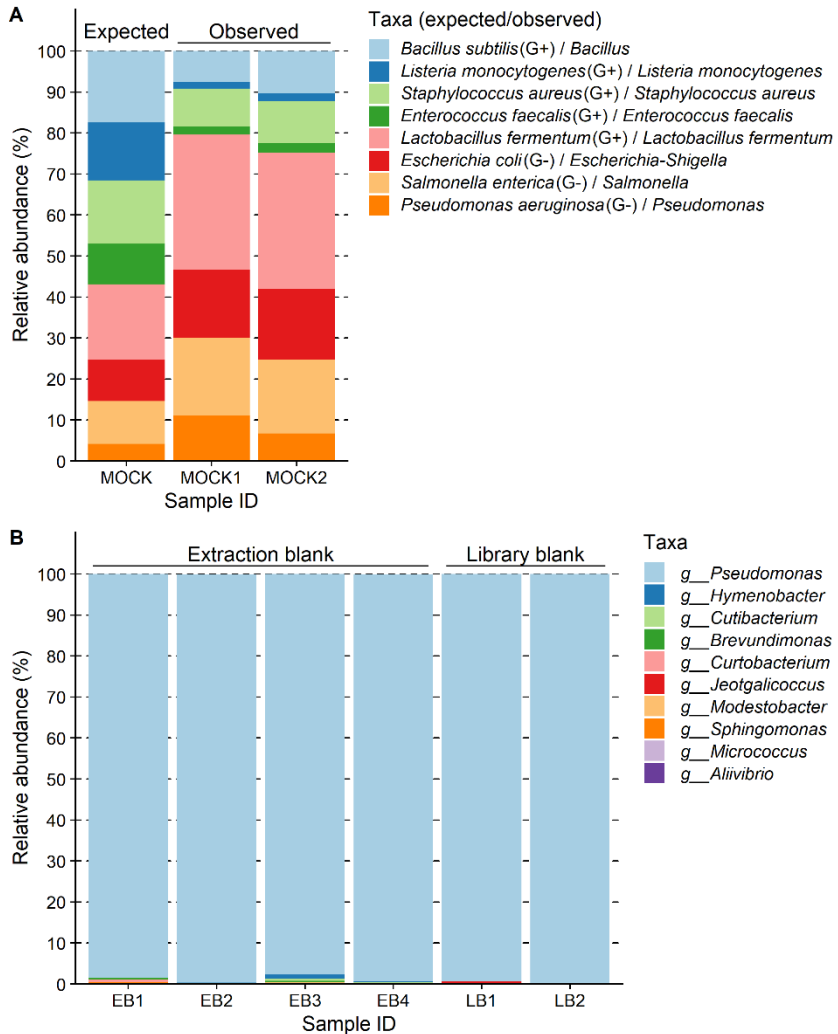 A
Expected
Observed
Relative abundance (%)
100
90
80
70
60
50
40
30
20
10
0
MOCK
MOCK1
MOCK2
Sample ID
Taxa (expected/observed)
Bacillus subtilis(G+) / Bacillus
Listeria monocytogenes(G+) / Listeria monocytogenes
Staphylococcus aureus(G+) / Staphylococcus aureus
Enterococcus faecalis(G+) / Enterococcus faecalis
Lactobacillus fermentum(G+) / Lactobacillus fermentum
Escherichia coli(G-) / Escherichia-Shigella
Salmonella enterica(G-) / Salmonella
Pseudomonas aeruginosa(G-) / Pseudomonas
B
Extraction blank
Library blank
Relative abundance (%)
100
90
80
70
60
50
40
30
20
10
0
EB1
EB2
EB3
EB4
LB1
LB2
Sample ID
Taxa
g__Pseudomonas
g__Hymenobacter
g__Cutibacterium
g__Brevundimonas
g__Curtobacterium
g__Jeotgalicoccus
g__Modestobacter
g__Sphingomonas
g__Micrococcus
g__Aliivibrio